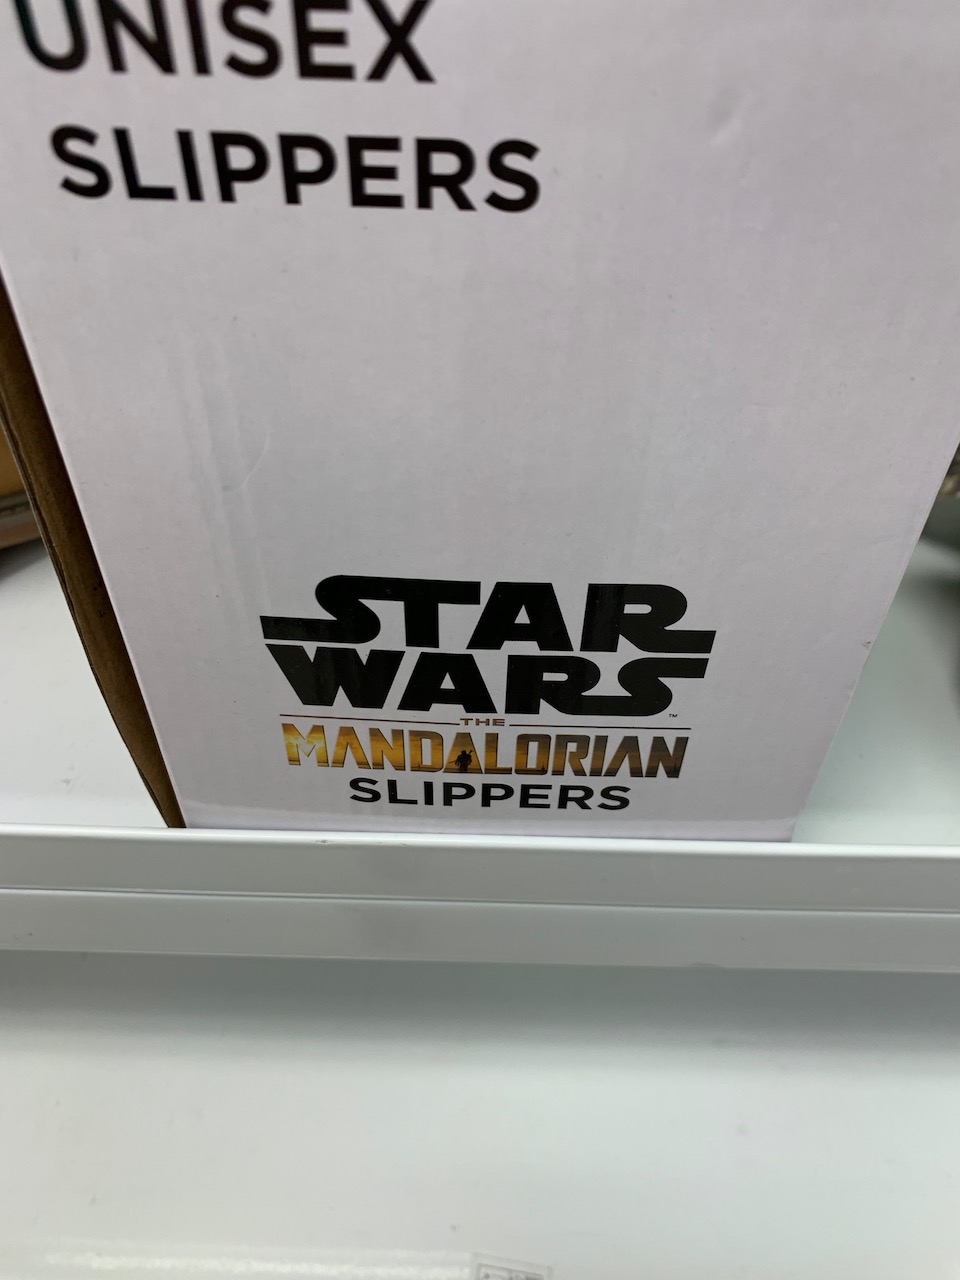 UNISEX
SLIPPERS
STAR
WARS
THE
MANDALORIAN
SLIPPERS